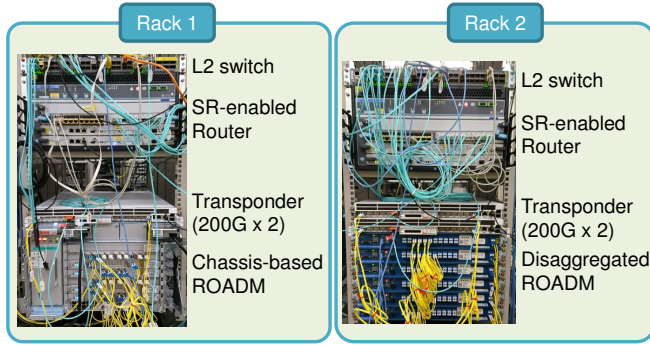 Rack 1
L2 switch
SR-enabled
Router
Transponder
(200G x 2)
Chassis-based
ROADM
Rack 2
L2 switch
SR-enabled
Router
Transponder
(200G x 2)
Disaggregated
ROADM